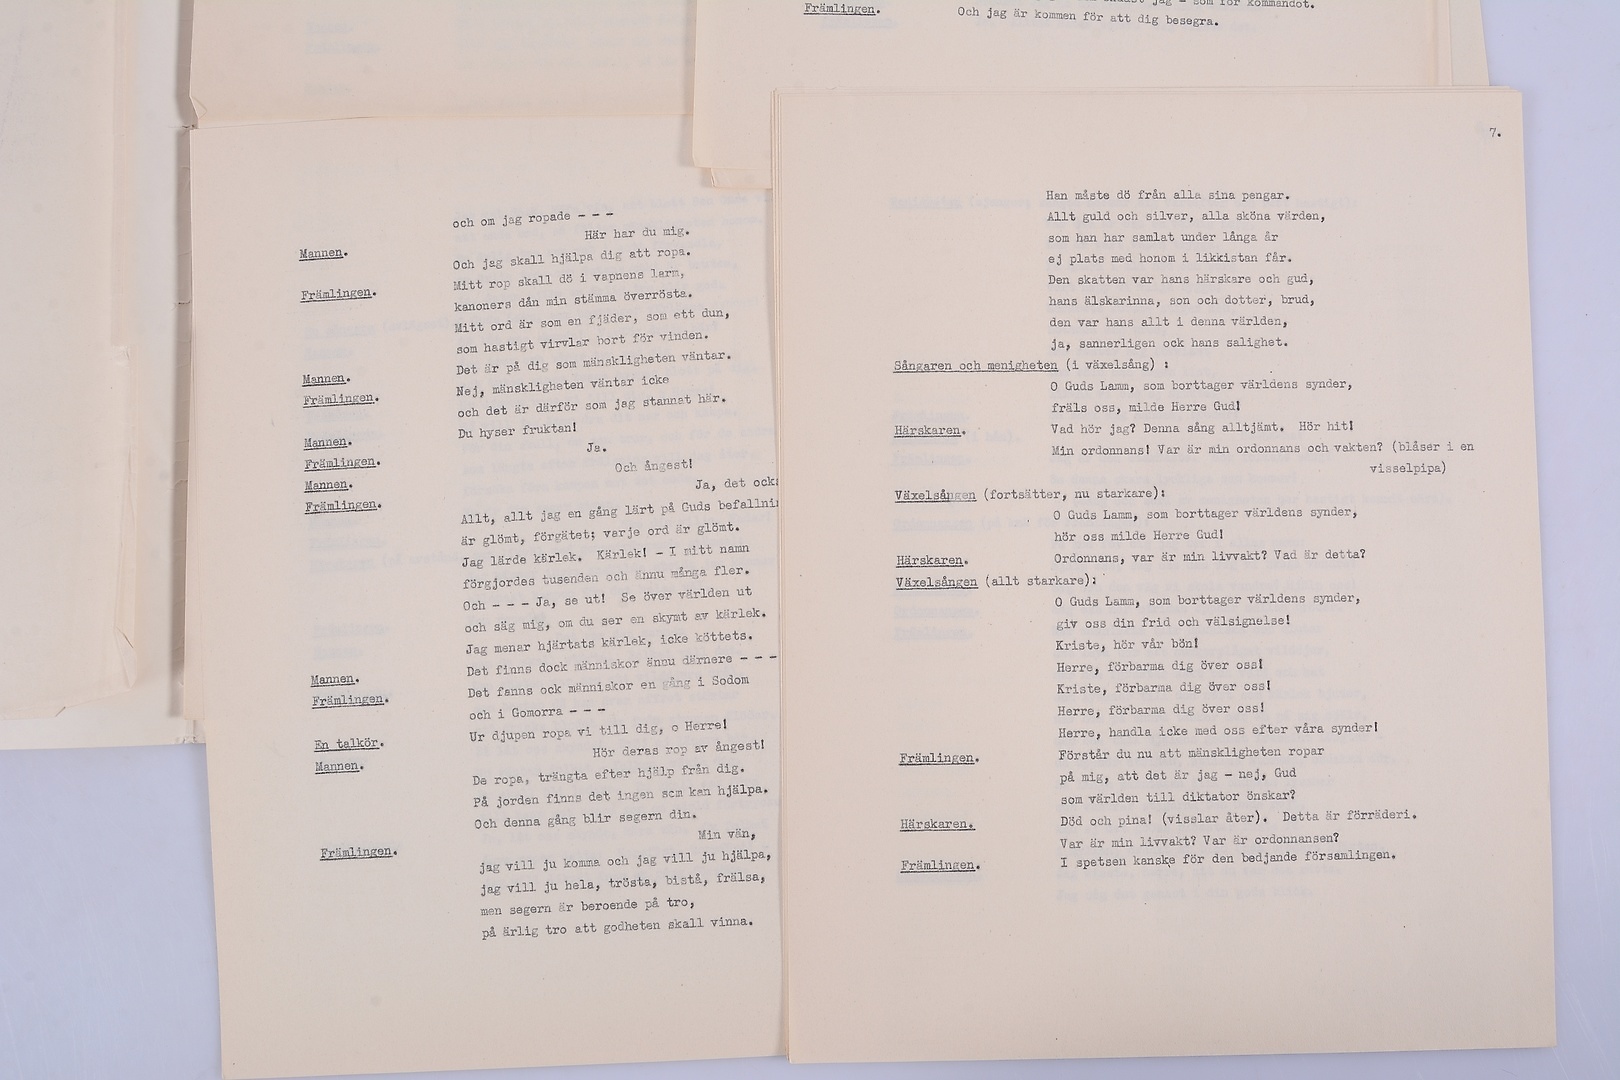 som för kommandot.
Främlingen. Och jag är kommen för att dig besegra.
och om jag ropade - - -
Mannen. Här har du mig.
Och jag skall hjälpa dig att ropa.
Främlingen. Mitt rop skall dö i vapnens larm,
kanoners dån min stämma överrösta.
Mitt ord är som en fjäder, som ett dun,
som hastigt virvlar bort för vinden.
Mannen. Det är på dig som mänskligheten väntar.
Främlingen. Nej, mänskligheten väntar icke
och det är därför som jag stannat här.
Mannen. Du hyser fruktan!
Främlingen. Ja.
Mannen. Och ångest!
Främlingen. Ja, det också
Allt, allt jag en gång lärt på Guds
är glömt, förgätet; varje ord är glömt.
Jag lärde kärlek. Kärlek! - I mitt namn
förgjordes tusenden och ännu många fler.
Och - - - Ja, se ut! Se över världen ut
och säg mig, om du ser en skymt av kärlek.
Jag menar hjärtats kärlek, icke köttets.
Mannen. Det finns dock människor ännu därnere - - -
Främlingen. Det fanns ock människor en gång i Sodom
och i Gomorra - - -
En talkör. Ur djupen ropa vi till dig, o Herre!
Mannen. Hör deras rop av ångest!
De ropa, trängta efter hjälp från dig.
På jorden finns det ingen som kan hjälpa.
Och denna gång blir segern din.
Främlingen. Min vän,
jag vill ju komma och jag vill ju hjälpa,
jag vill ju hela, trösta, bistå, frälsa,
men segern är beroende på tro,
på ärlig tro att godheten skall vinna.
7.
Han måste dö från alla sina pengar.
Allt guld och silver, alla sköna värden,
som han har samlat under långa år
ej plats med honom i likkistan får.
Den skatten var hans härskare och gud,
hans älskarinna, son och dotter, brud,
den var hans allt i denna världen,
ja, sannerligen ock hans salighet.
Sångaren och menigheten (i växelsång) :
O Guds Lamm, som borttager världens synder,
fräls oss, milde Herre Gud!
Härskaren. Vad hör jag? Denna sång alltjämt. Hör hit!
Min ordonnans! Var är min ordonnans och vakten? (blåser i en
visselpipa)
Växelsången (fortsätter, nu starkare):
O Guds Lamm, som borttager världens synder,
hör oss milde Herre Gud!
Härskaren. Ordonnans, var är min livvakt? Vad är detta?
Växelsången (allt starkare):
O Guds Lamm, som borttager världens synder,
giv oss din frid och välsignelse!
Kriste, hör vår bön!
Herre, förbarma dig över oss!
Kriste, förbarma dig över oss!
Herre, förbarma dig över oss!
Herre, handla icke med oss efter våra synder!
Främlingen. Förstår du nu att mänskligheten ropar
på mig, att det är jag - nej, Gud
som världen till diktator önskar?
Härskaren. Död och pina! (visslar åter). Detta är förräderi.
Var är min livvakt? Var är ordonnansen?
Främlingen. I spetsen kanske för den bedjande församlingen.